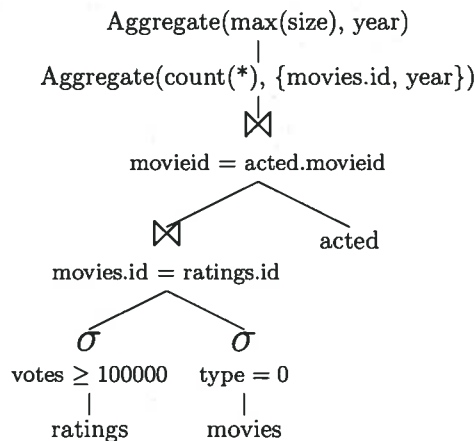 Aggregate(max(size), year)
Aggregate(count(*), {movies.id, year})
⋈
movieid = acted.movieid
⋈
acted
movies.id = ratings.id
σ σ
votes ≥ 100000 type = 0
ratings movies